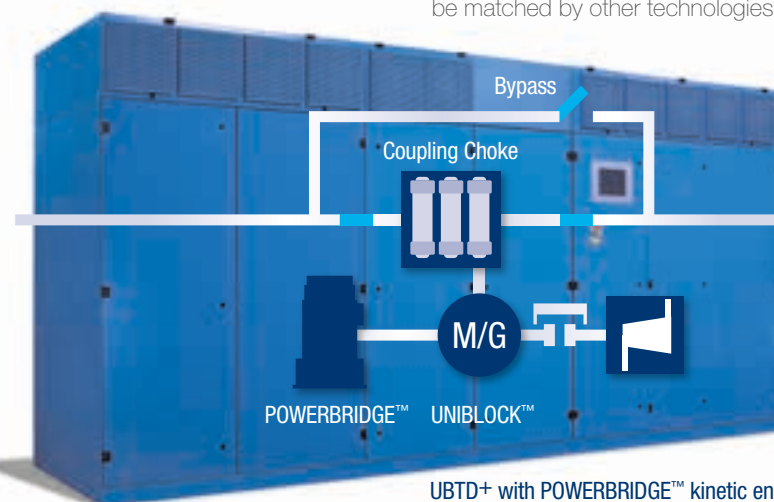 be matched by other technologies
Bypass
Coupling Choke
M/G
POWERBRIDGE™ UNIBLOCK™
UBTD+ with POWERBRIDGE™ kinetic en